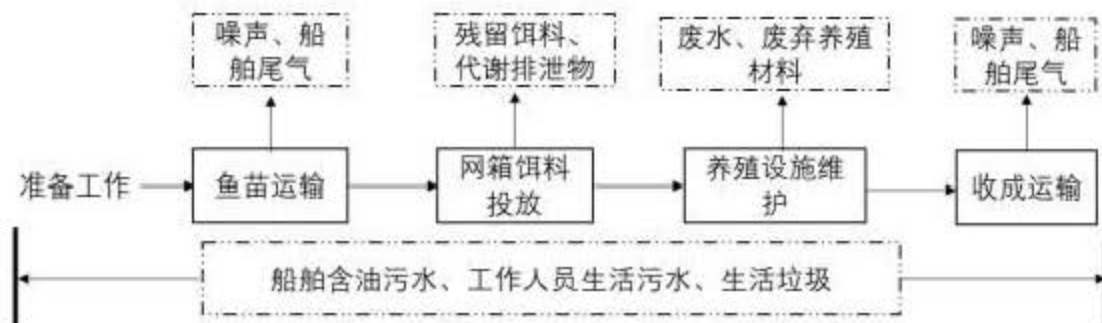 噪声、船
舶尾气
残留饵料、
代谢排泄物
废水、废弃养殖
材料
噪声、船
舶尾气
准备工作
鱼苗运输
网箱饵料
投放
养殖设施维
护
收成运输
船舶含油污水、工作人员生活污水、生活垃圾